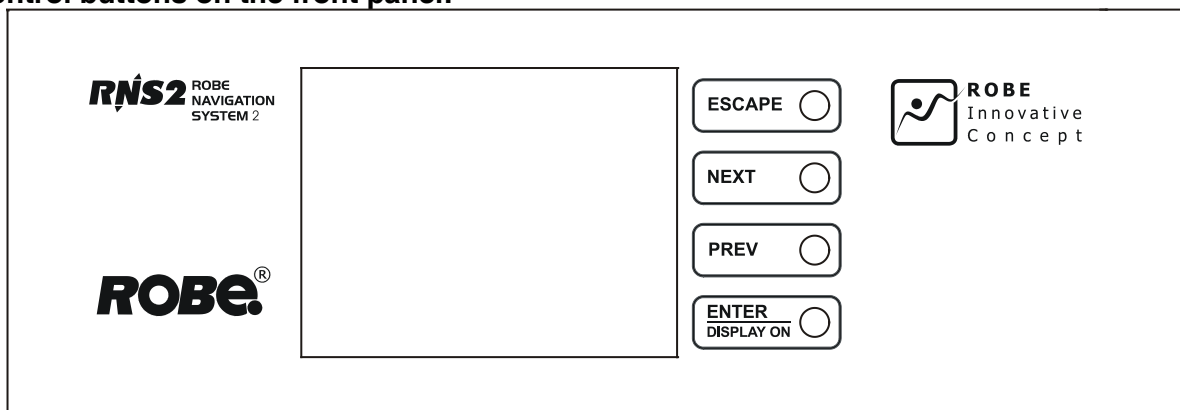 control buttons on the front panel.
RNS2 ROBE
NAVIGATION
SYSTEM 2
ROBE®
ESCAPE
NEXT
PREV
ENTER
DISPLAY ON
ROBE
Innovative
Concept